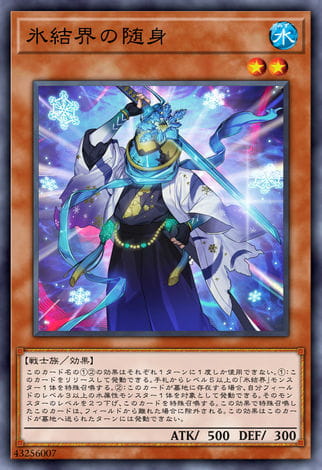 氷結界の随身
水
【戦士族／効果】
このカード名の①②の効果はそれぞれ１ターンに１度しか使用できない。①：こ
のカードをリリースして発動できる。手札からレベル５以上の「氷結界」モンス
ター１体を特殊召喚する。②：このカードが墓地に存在する場合、自分フィール
ドのレベル３以上の水属性モンスター１体を対象として発動できる。そのモンス
ターのレベルを２つ下げ、このカードを特殊召喚する。この効果で特殊召喚し
たこのカードは、フィールドから離れた場合に除外される。この効果はこのカー
ドが墓地へ送られたターンには発動できない。
ATK/ 500 DEF/ 300
43256007